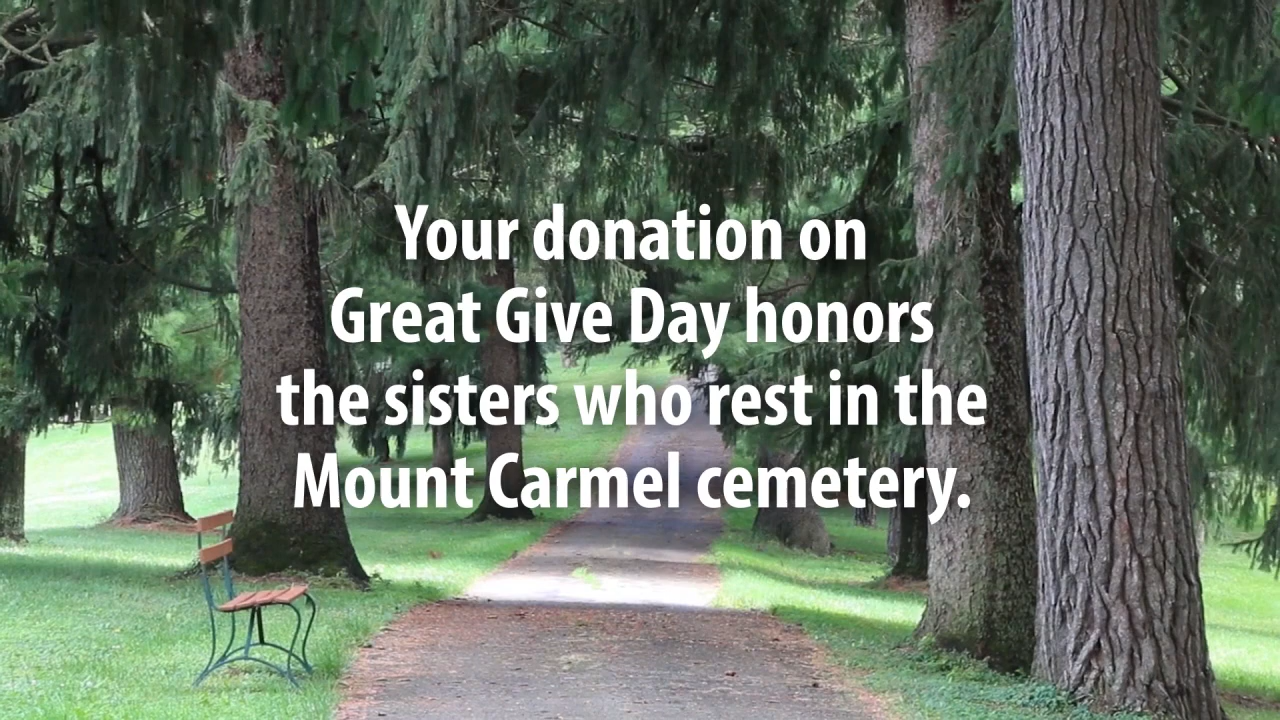 Your donation on
Great Give Day honors
the sisters who rest in the
Mount Carmel cemetery.